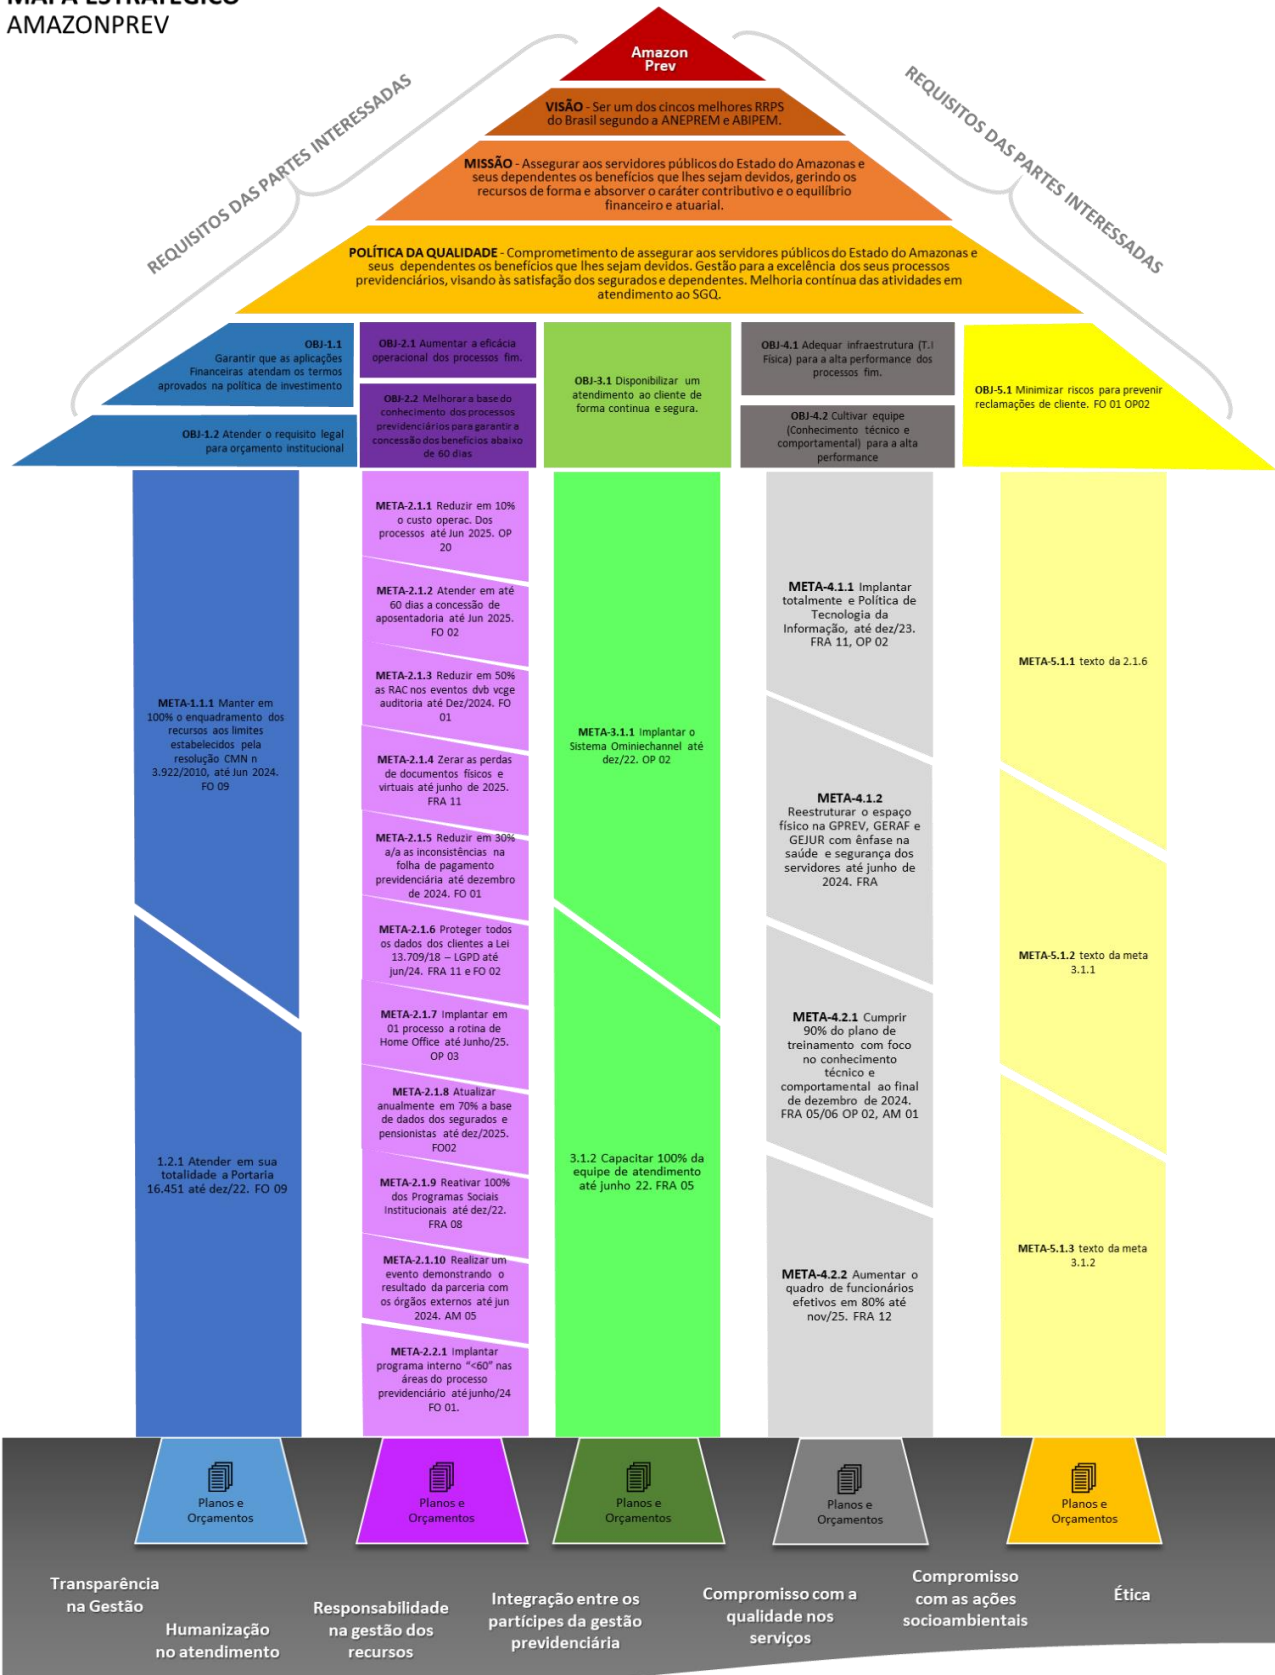 MAPA ESTRATÉGICO
AMAZONPREV
Amazon
Prev
REQUISITOS DAS PARTES INTERESSADAS
REQUISITOS DAS PARTES INTERESSADAS
VISÃO - Ser um dos cincos melhores RRPS
do Brasil segundo a ANEPREM e ABIPEM.
MISSÃO - Assegurar aos servidores públicos do Estado do Amazonas e
seus dependentes os benefícios que lhes sejam devidos, gerindo os
recursos de forma e absorver o caráter contributivo e o equilíbrio
financeiro e atuarial.
POLÍTICA DA QUALIDADE - Comprometimento de assegurar aos servidores públicos do Estado do Amazonas e
seus dependentes os benefícios que lhes sejam devidos. Gestão para a excelência dos seus processos
previdenciários, visando às satisfação dos segurados e dependentes. Melhoria contínua das atividades em
atendimento ao SGQ.
OBJ-1.1
Garantir que as aplicações
Financeiras atendam os termos
aprovados na política de investimento
OBJ-1.2 Atender o requisito legal
para orçamento institucional
OBJ-2.1 Aumentar a eficácia
operacional dos processos fim.
OBJ-2.2 Melhorar a base do
conhecimento dos processos
previdenciários para garantir a
concessão dos benefícios abaixo
de 60 dias
OBJ-3.1 Disponibilizar um
atendimento ao cliente de
forma continua e segura.
OBJ-4.1 Adequar infraestrutura (T.I
Física) para a alta performance dos
processos fim.
OBJ-4.2 Cultivar equipe
(Conhecimento técnico e
comportamental) para a alta
performance
OBJ-5.1 Minimizar riscos para prevenir
reclamações de cliente. FO 01 OP02
META-1.1.1 Manter em
100% o enquadramento dos
recursos aos limites
estabelecidos pela
resolução CMN n
3.922/2010, até Jun 2024.
FO 09
1.2.1 Atender em sua
totalidade a Portaria
16.451 até dez/22. FO 09
META-2.1.1 Reduzir em 10%
o custo operac. Dos
processos até Jun 2025. OP
20
META-2.1.2 Atender em até
60 dias a concessão de
aposentadoria até Jun 2025.
FO 02
META-2.1.3 Reduzir em 50%
as RAC nos eventos dvb vcge
auditoria até Dez/2024. FO
01
META-2.1.4 Zerar as perdas
de documentos físicos e
virtuais até junho de 2025.
FRA 11
META-2.1.5 Reduzir em 30%
a/a as inconsistências na
folha de pagamento
previdenciária até dezembro
de 2024. FO 01
META-2.1.6 Proteger todos
os dados dos clientes a Lei
13.709/18 – LGPD até
jun/24. FRA 11 e FO 02
META-2.1.7 Implantar em
01 processo a rotina de
Home Office até Junho/25.
OP 03
META-2.1.8 Atualizar
anualmente em 70% a base
de dados dos segurados e
pensionistas até dez/2025.
FO02
META-2.1.9 Reativar 100%
dos Programas Sociais
Institucionais até dez/22.
FRA 08
META-2.1.10 Realizar um
evento demonstrando o
resultado da parceria com
os órgãos externos até jun
2024. AM 05
META-2.2.1 Implantar
programa interno “<60” nas
áreas do processo
previdenciário até junho/24
FO 01.
META-3.1.1 Implantar o
Sistema Ominiechannel até
dez/22. OP 02
3.1.2 Capacitar 100% da
equipe de atendimento
até junho 22. FRA 05
META-4.1.1 Implantar
totalmente e Política de
Tecnologia da
Informação, até dez/23.
FRA 11, OP 02
META-4.1.2
Reestruturar o espaço
físico na GPREV, GERAF e
GEJUR com ênfase na
saúde e segurança dos
servidores até junho de
2024. FRA
META-4.2.1 Cumprir
90% do plano de
treinamento com foco
no conhecimento
técnico e
comportamental ao final
de dezembro de 2024.
FRA 05/06 OP 02, AM 01
META-4.2.2 Aumentar o
quadro de funcionários
efetivos em 80% até
nov/25. FRA 12
META-5.1.1 texto da 2.1.6
META-5.1.2 texto da meta
3.1.1
META-5.1.3 texto da meta
3.1.2
Planos e
Orçamentos
Planos e
Orçamentos
Planos e
Orçamentos
Planos e
Orçamentos
Planos e
Orçamentos
Transparência
na Gestão
Humanização
no atendimento
Responsabilidade
na gestão dos
recursos
Integração entre os
partícipes da gestão
previdenciária
Compromisso com a
qualidade nos
serviços
Compromisso
com as ações
socioambientais
Ética